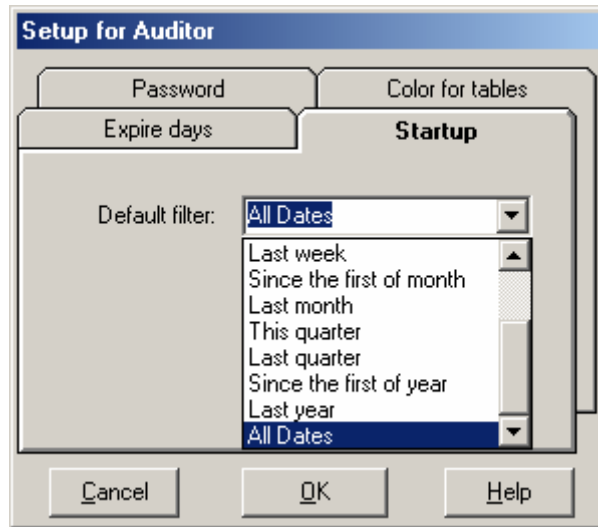 Setup for Auditor
Password
Color for tables
Expire days
Startup
Default filter:
All Dates
Last week
Since the first of month
Last month
This quarter
Last quarter
Since the first of year
Last year
All Dates
Cancel
OK
Help